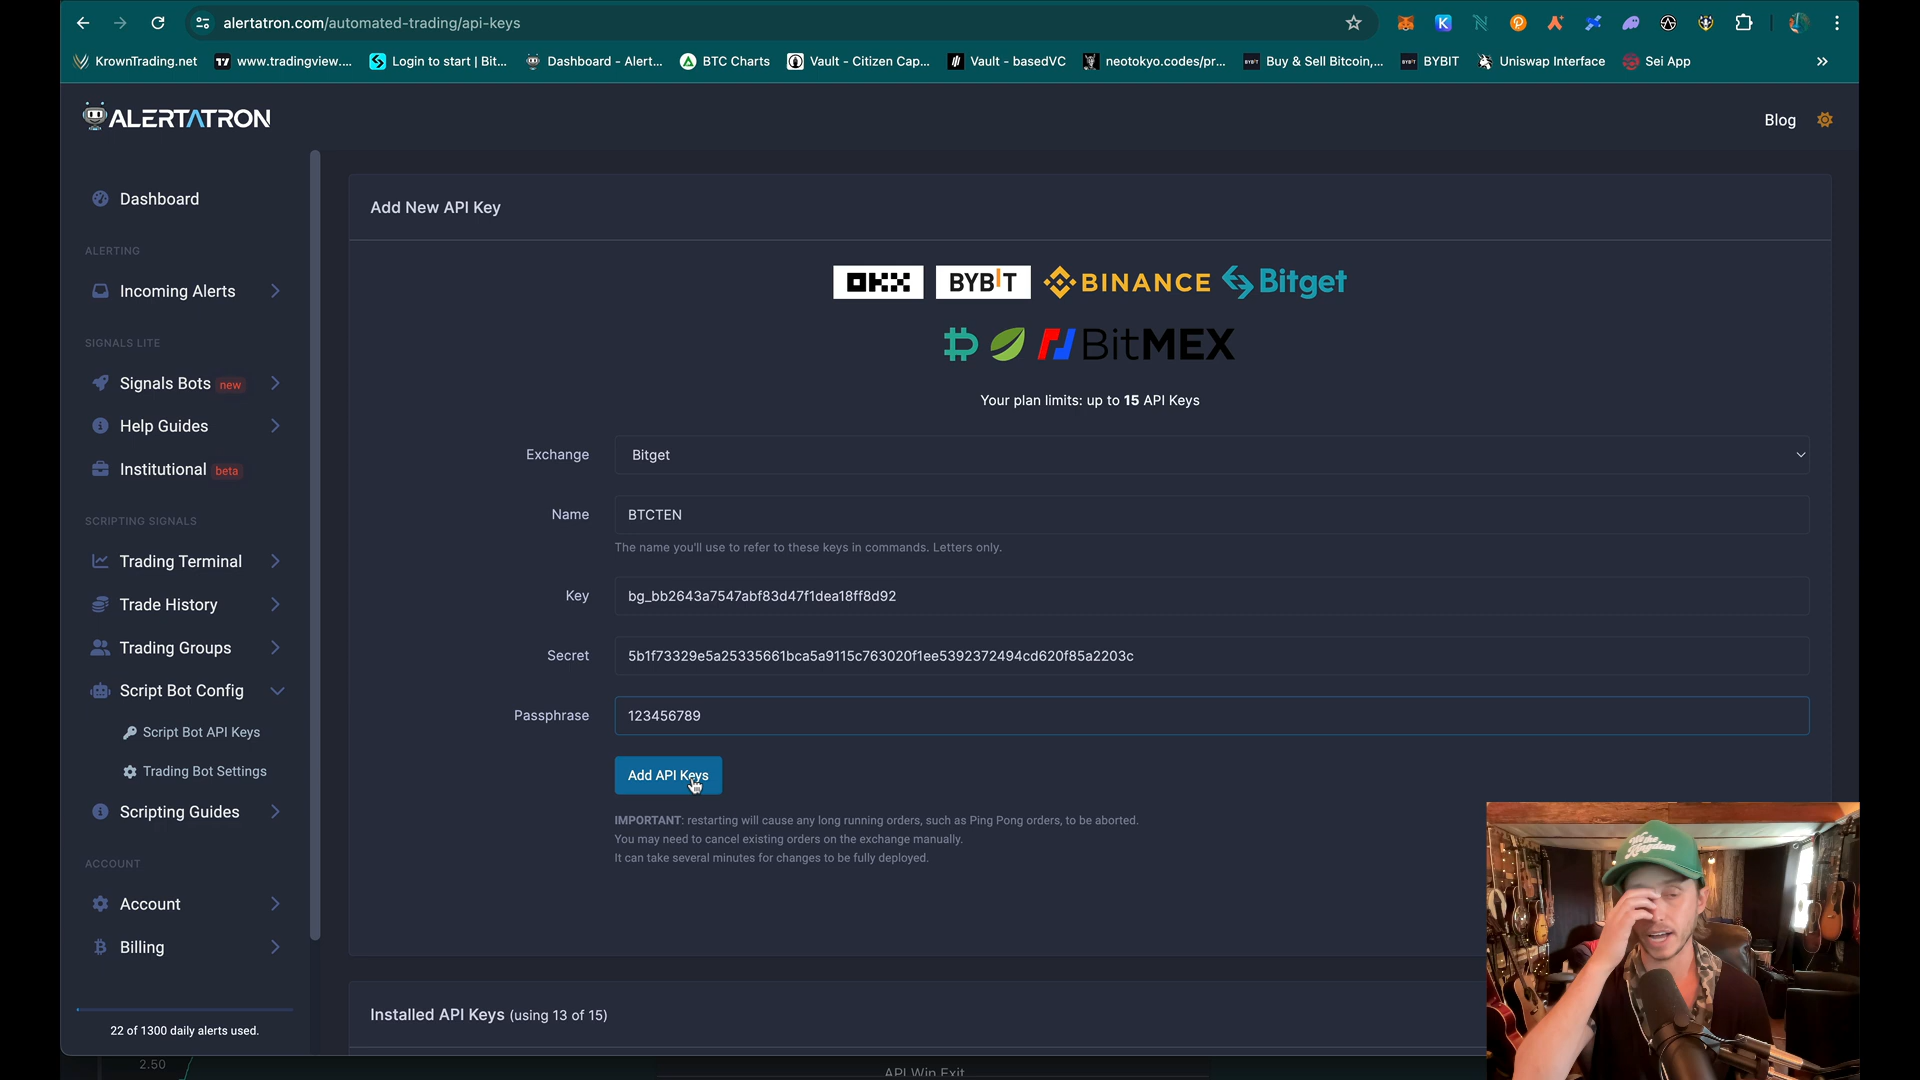 alertatron.com/automated-trading/api-keys
KrownTrading.net
www.tradingview....
Login to start | Bit...
Dashboard - Alert...
BTC Charts
Vault - Citizen Cap...
Vault - basedVC
neotokyo.codes/pr...
Buy & Sell Bitcoin,...
BYBIT
Uniswap Interface
Sei App
ALERTATRON
Blog
Dashboard
ALERTING
Incoming Alerts
SIGNALS LITE
Signals Bots new
Help Guides
Institutional beta
SCRIPTING SIGNALS
Trading Terminal
Trade History
Trading Groups
Script Bot Config
Script Bot API Keys
Trading Bot Settings
Scripting Guides
ACCOUNT
Account
Billing
22 of 1300 daily alerts used.
Add New API Key
OKX BYBIT BINANCE Bitget
BitMEX
Your plan limits: up to 15 API Keys
Exchange Bitget
Name BTCTEN
The name you'll use to refer to these keys in commands. Letters only.
Key bg_bb2643a7547abf83d47f1dea18ff8d92
Secret 5b1f73329e5a25335661bca5a9115c763020f1ee5392372494cd620f85a2203c
Passphrase 123456789
Add API Keys
IMPORTANT: restarting will cause any long running orders, such as Ping Pong orders, to be aborted.
You may need to cancel existing orders on the exchange manually.
It can take several minutes for changes to be fully deployed.
Installed API Keys (using 13 of 15)
2.50
API Win Exit